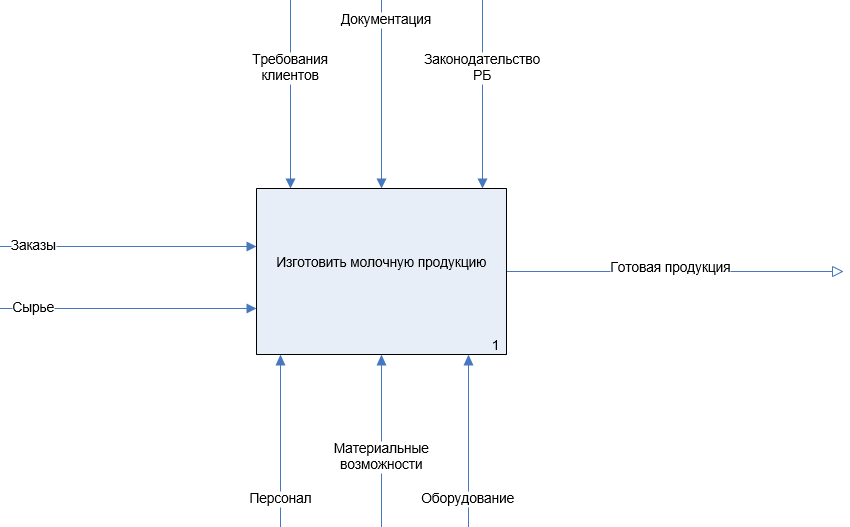 Документация
Требования
клиентов
Законодательство
РБ
Заказы
Изготовить молочную продукцию
Готовая продукция
Сырье
1
Материальные
возможности
Персонал
Оборудование